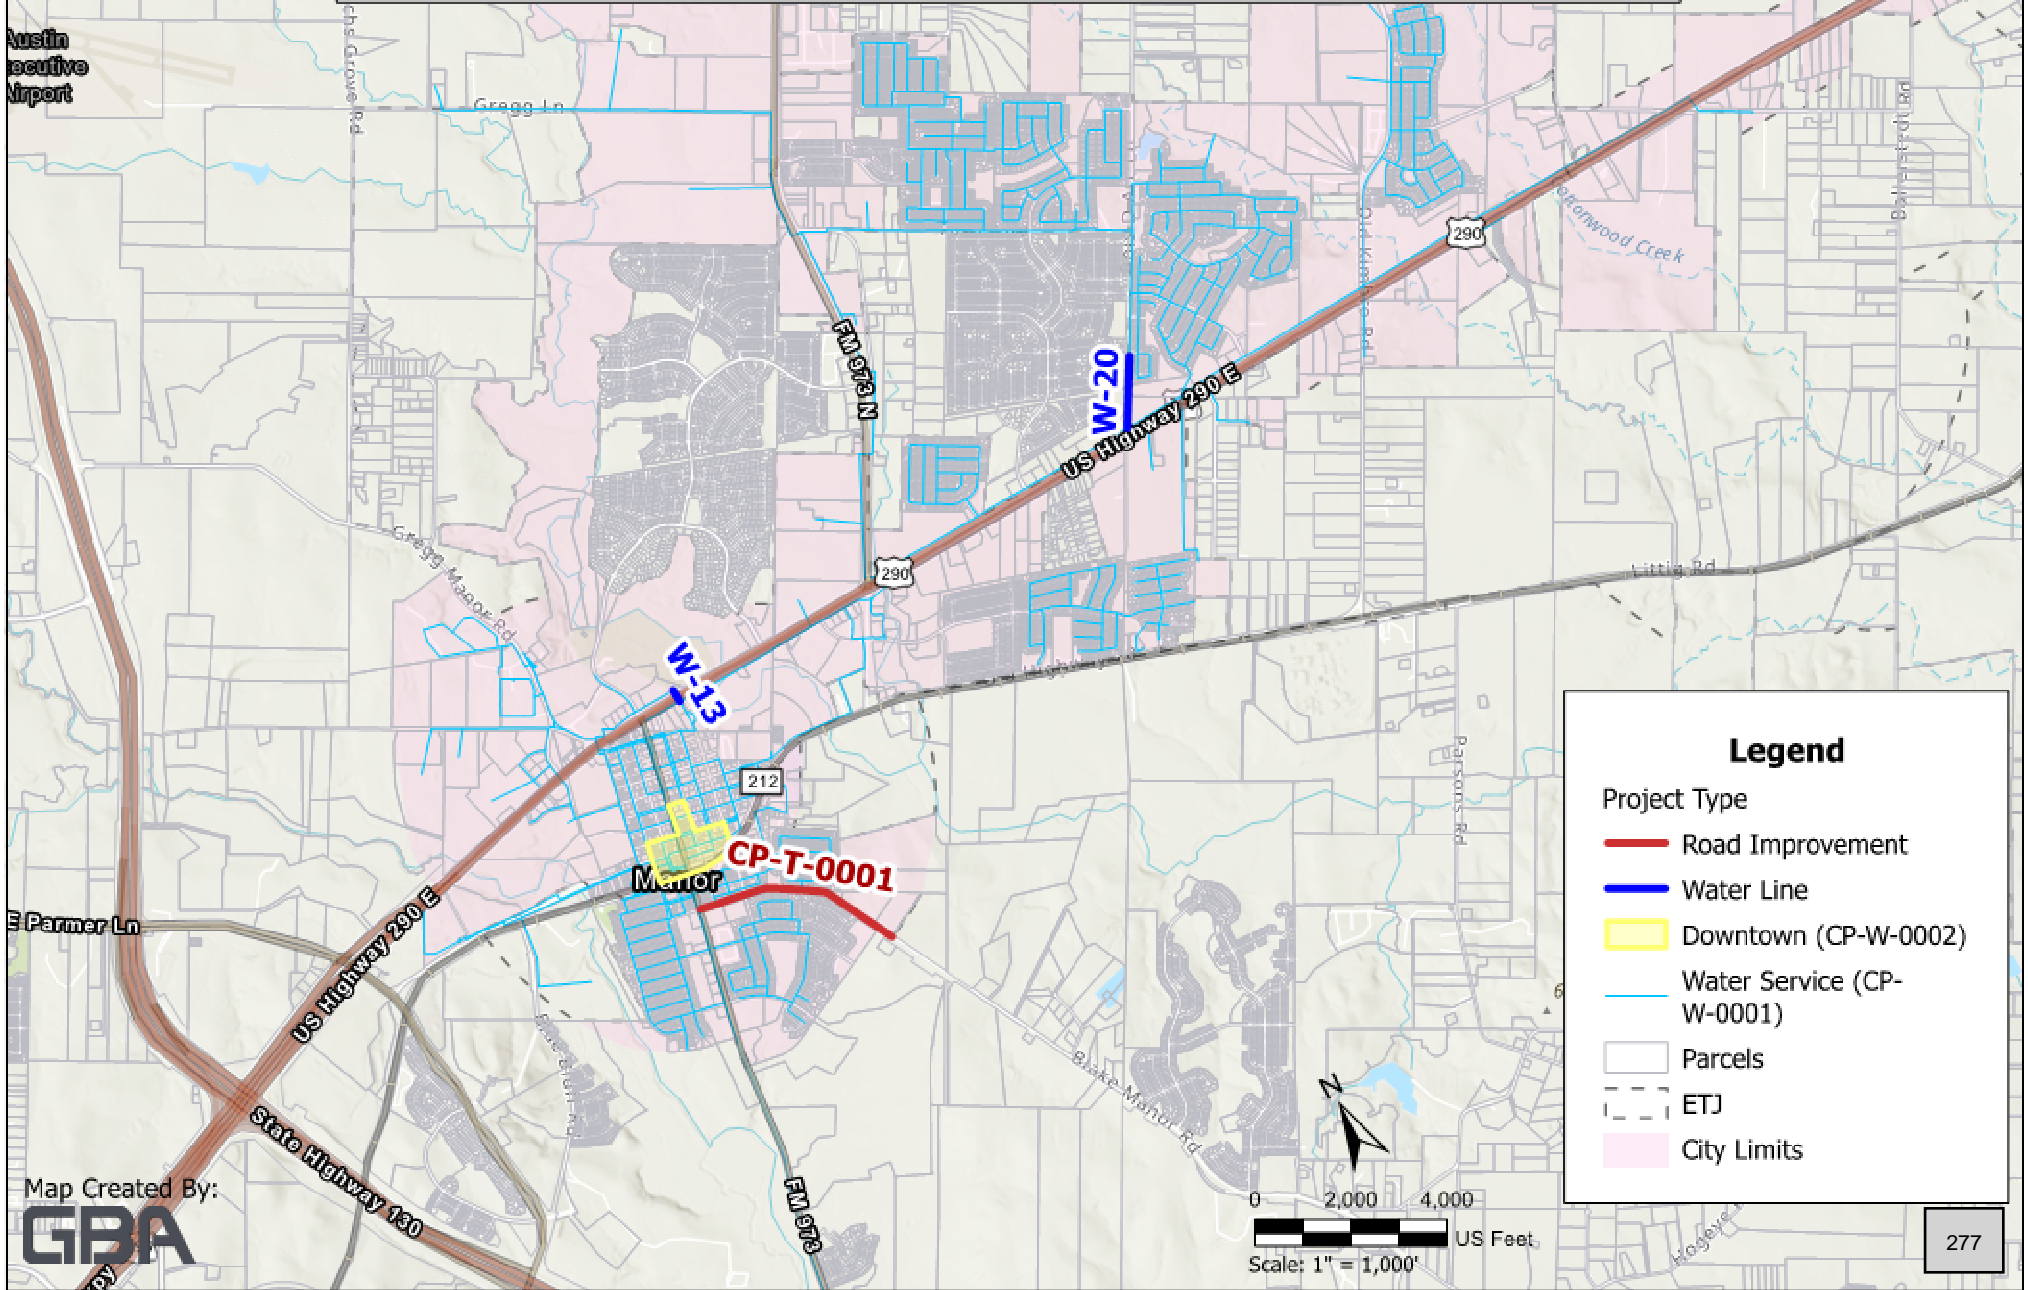 Austin
Airport
Gregg Ln
290
Cottonwood Creek
FM 973 N
W-20
US Highway 290 E
Gregg Manor Rd
290
Littig Rd
W-13
212
Parsons Rd
CP-T-0001
Manor
E Parmer Ln
US Highway 290 E
Blake Manor Rd
State Highway 130
FM 973
Legend
Project Type
Road Improvement
Water Line
Downtown (CP-W-0002)
Water Service (CP-
W-0001)
Parcels
ETJ
City Limits
N
0 2,000 4,000
US Feet
Scale: 1" = 1,000'
Map Created By:
GBA
277